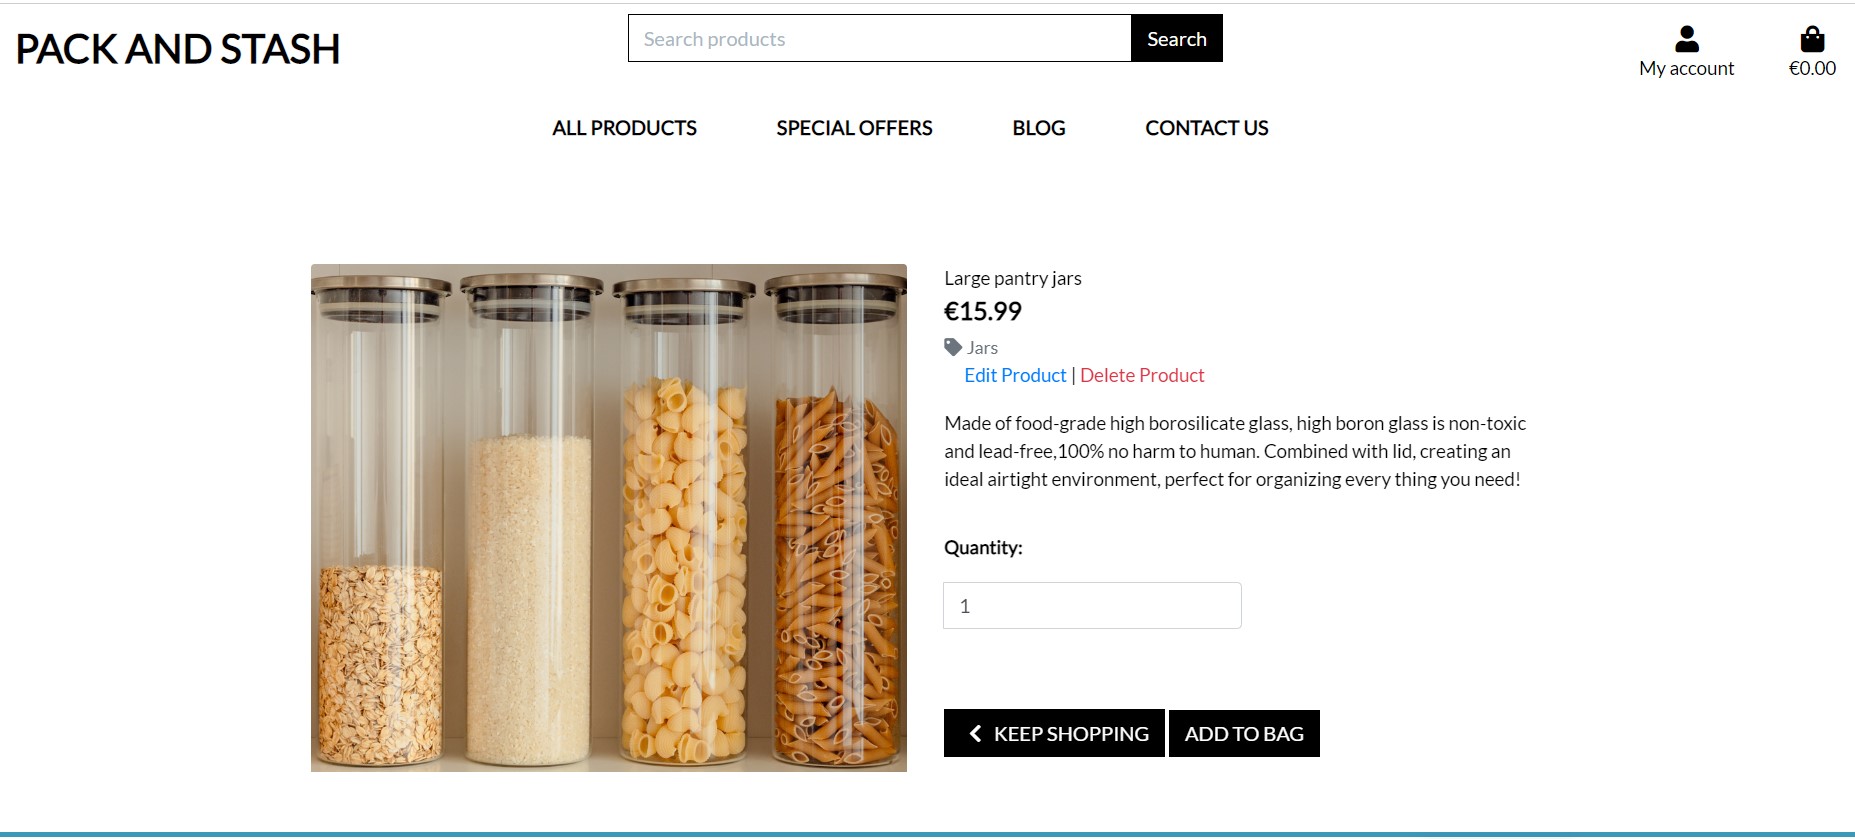 PACK AND STASH
Search products
Search
My account
€0.00
ALL PRODUCTS
SPECIAL OFFERS
BLOG
CONTACT US
Large pantry jars
€15.99
Jars
Edit Product | Delete Product
Made of food-grade high borosilicate glass, high boron glass is non-toxic
and lead-free,100% no harm to human. Combined with lid, creating an
ideal airtight environment, perfect for organizing every thing you need!
Quantity:
1
KEEP SHOPPING
ADD TO BAG